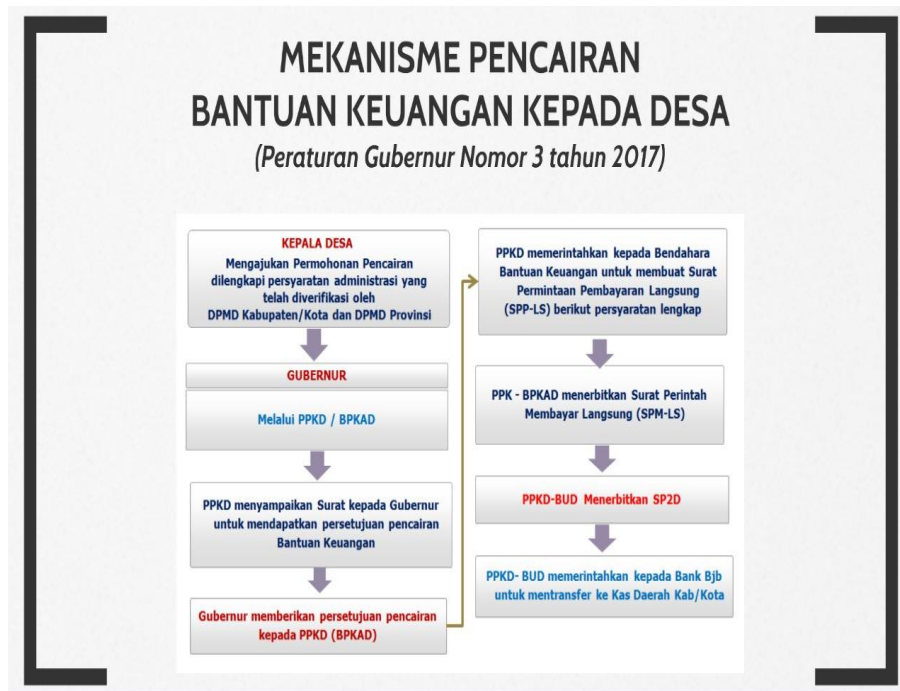 MEKANISME PENCAIRAN
BANTUAN KEUANGAN KEPADA DESA
(Peraturan Gubernur Nomor 3 tahun 2017)
KEPALA DESA
Mengajukan Permohonan Pencairan
dilengkapi persyaratan administrasi yang
telah diverifikasi oleh
DPMD Kabupaten/Kota dan DPMD Provinsi
GUBERNUR
Melalui PPKD / BPKAD
PPKD menyampaikan Surat kepada Gubernur
untuk mendapatkan persetujuan pencairan
Bantuan Keuangan
Gubernur memberikan persetujuan pencairan
kepada PPKD (BPKAD)
PPKD memerintahkan kepada Bendahara
Bantuan Keuangan untuk membuat Surat
Permintaan Pembayaran Langsung
(SPP-LS) berikut persyaratan lengkap
PPK - BPKAD menerbitkan Surat Perintah
Membayar Langsung (SPM-LS)
PPKD-BUD Menerbitkan SP2D
PPKD- BUD memerintahkan kepada Bank Bjb
untuk mentransfer ke Kas Daerah Kab/Kota